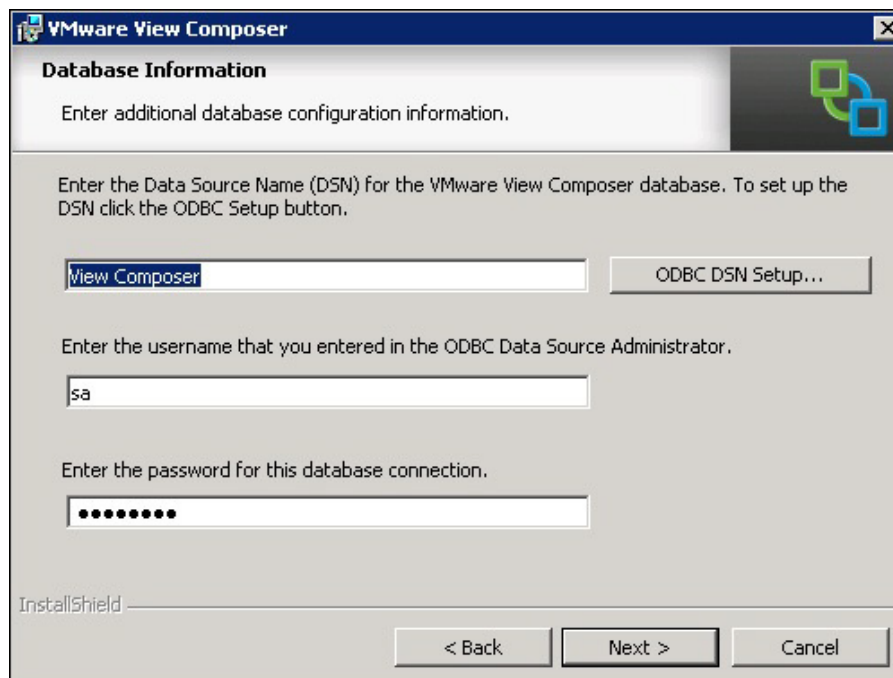 VMware View Composer
Database Information
Enter additional database configuration information.
Enter the Data Source Name (DSN) for the VMware View Composer database. To set up the
DSN click the ODBC Setup button.
View Composer
ODBC DSN Setup...
Enter the username that you entered in the ODBC Data Source Administrator.
sa
Enter the password for this database connection.
••••••••
InstallShield
< Back
Next >
Cancel